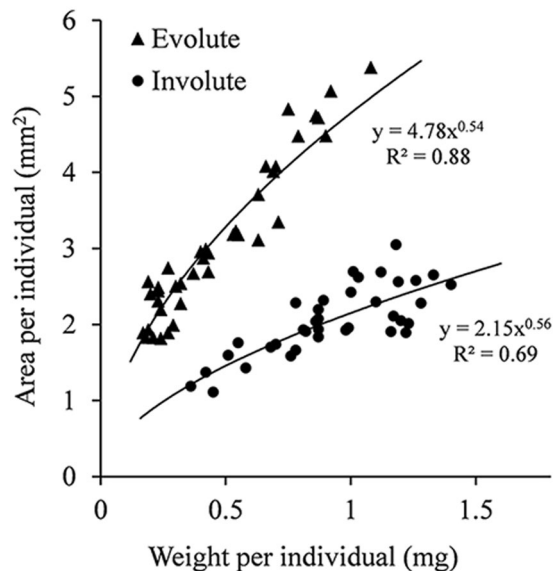 Evolute
Involute
Area per individual (mm²)
6
5
4
3
2
1
0
y = 4.78x^0.54
R² = 0.88
y = 2.15x^0.56
R² = 0.69
0
0.5
1
1.5
Weight per individual (mg)